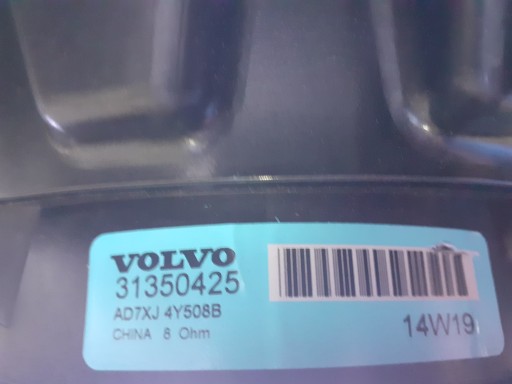 VOLVO
31350425
AD7XJ 4Y508B
CHINA 8 Ohm
14W19